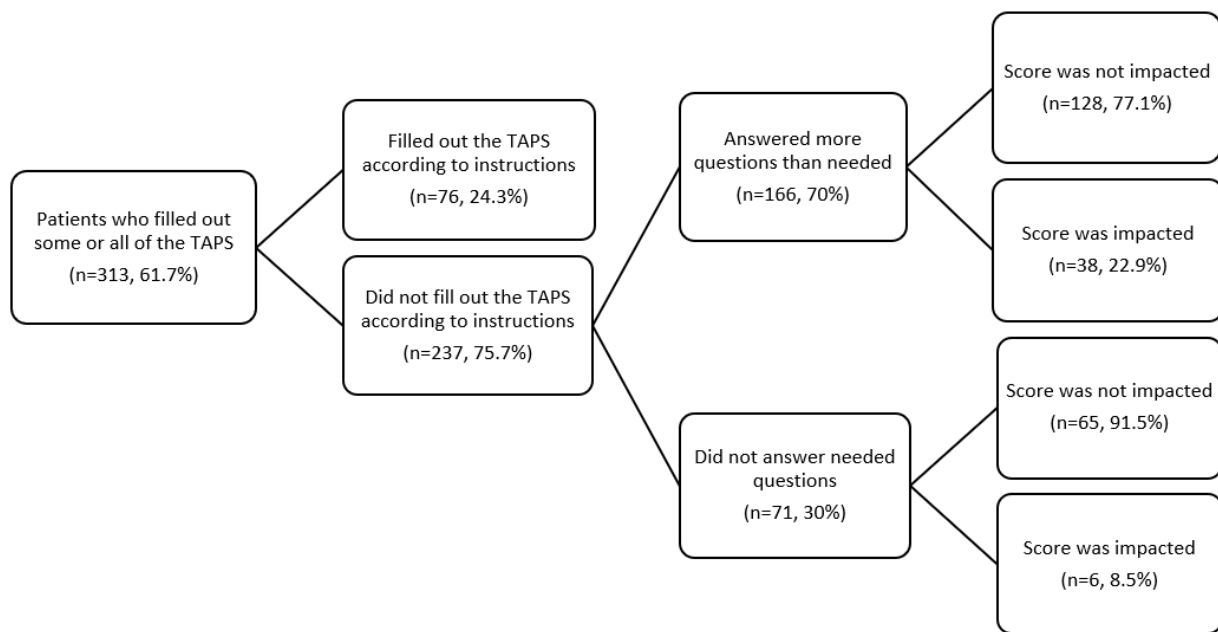 Patients who filled out
some or all of the TAPS
(n=313, 61.7%)
Filled out the TAPS
according to instructions
(n=76, 24.3%)
Did not fill out the TAPS
according to instructions
(n=237, 75.7%)
Answered more
questions than needed
(n=166, 70%)
Did not answer needed
questions
(n=71, 30%)
Score was not impacted
(n=128, 77.1%)
Score was impacted
(n=38, 22.9%)
Score was not impacted
(n=65, 91.5%)
Score was impacted
(n=6, 8.5%)